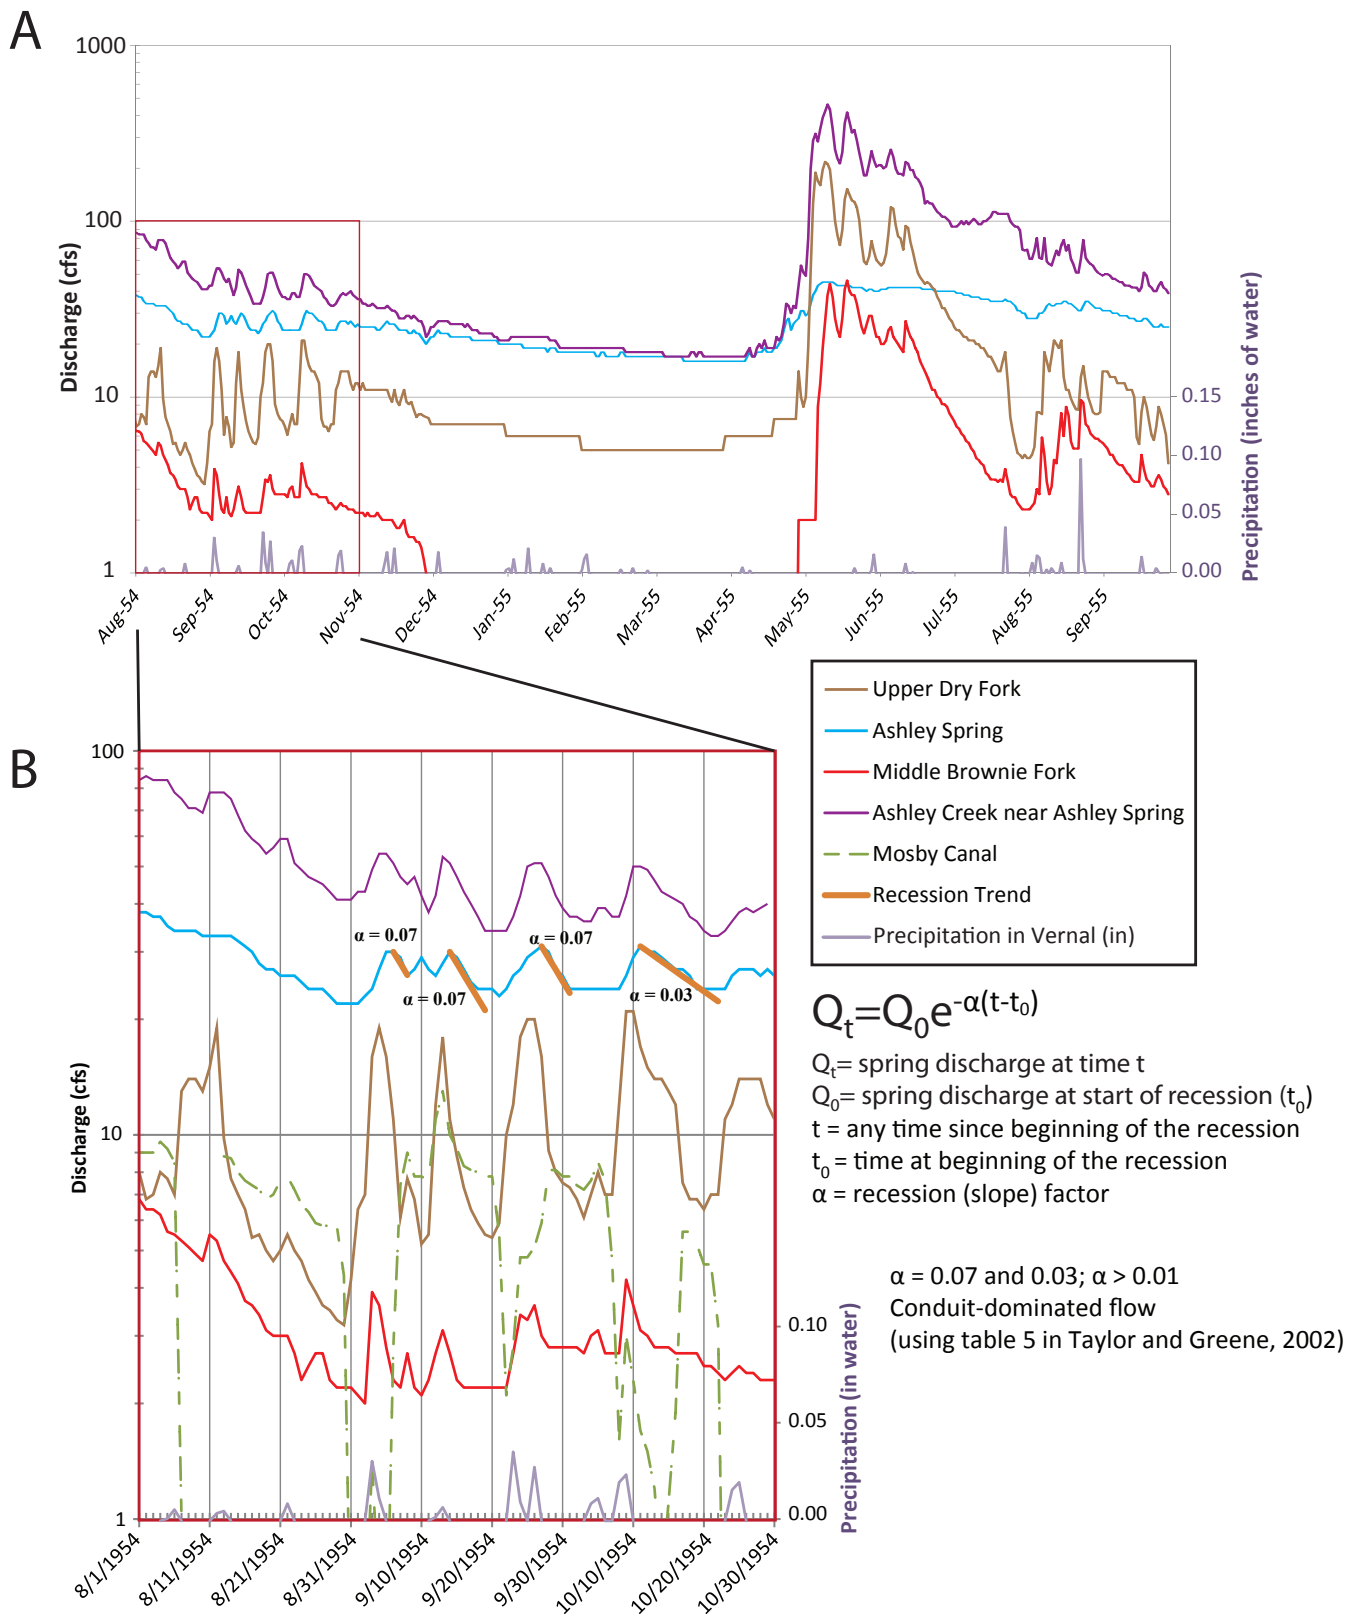 A
1000
100
10
1
Discharge (cfs)
0.15
0.10
0.05
0.00
Precipitation (inches of water)
Aug-54
Sep-54
Oct-54
Nov-54
Dec-54
Jan-55
Feb-55
Mar-55
Apr-55
May-55
Jun-55
Jul-55
Aug-55
Sep-55
Upper Dry Fork
Ashley Spring
Middle Brownie Fork
Ashley Creek near Ashley Spring
Mosby Canal
Recession Trend
Precipitation in Vernal (in)
B
100
10
1
Discharge (cfs)
α = 0.07
α = 0.07
α = 0.07
α = 0.03
0.10
0.05
0.00
Precipitation (in water)
8/1/1954
8/11/1954
8/21/1954
8/31/1954
9/10/1954
9/20/1954
9/30/1954
10/10/1954
10/20/1954
10/30/1954
Qt=Q0e-α(t-t0)
Qt= spring discharge at time t
Q0= spring discharge at start of recession (t0)
t = any time since beginning of the recession
t0 = time at beginning of the recession
α = recession (slope) factor
α = 0.07 and 0.03; α > 0.01
Conduit-dominated flow
(using table 5 in Taylor and Greene, 2002)